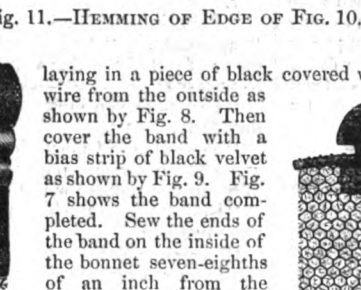 ig. 11.—Hemming of Edge of Fig. 10.
laying in a piece of black covered
wire from the outside as
shown by Fig. 8. Then
cover the band with a
bias strip of black velvet
as shown by Fig. 9. Fig.
7 shows the band com-
pleted. Sew the ends of
the band on the inside of
the bonnet seven-eighths
of an inch from the